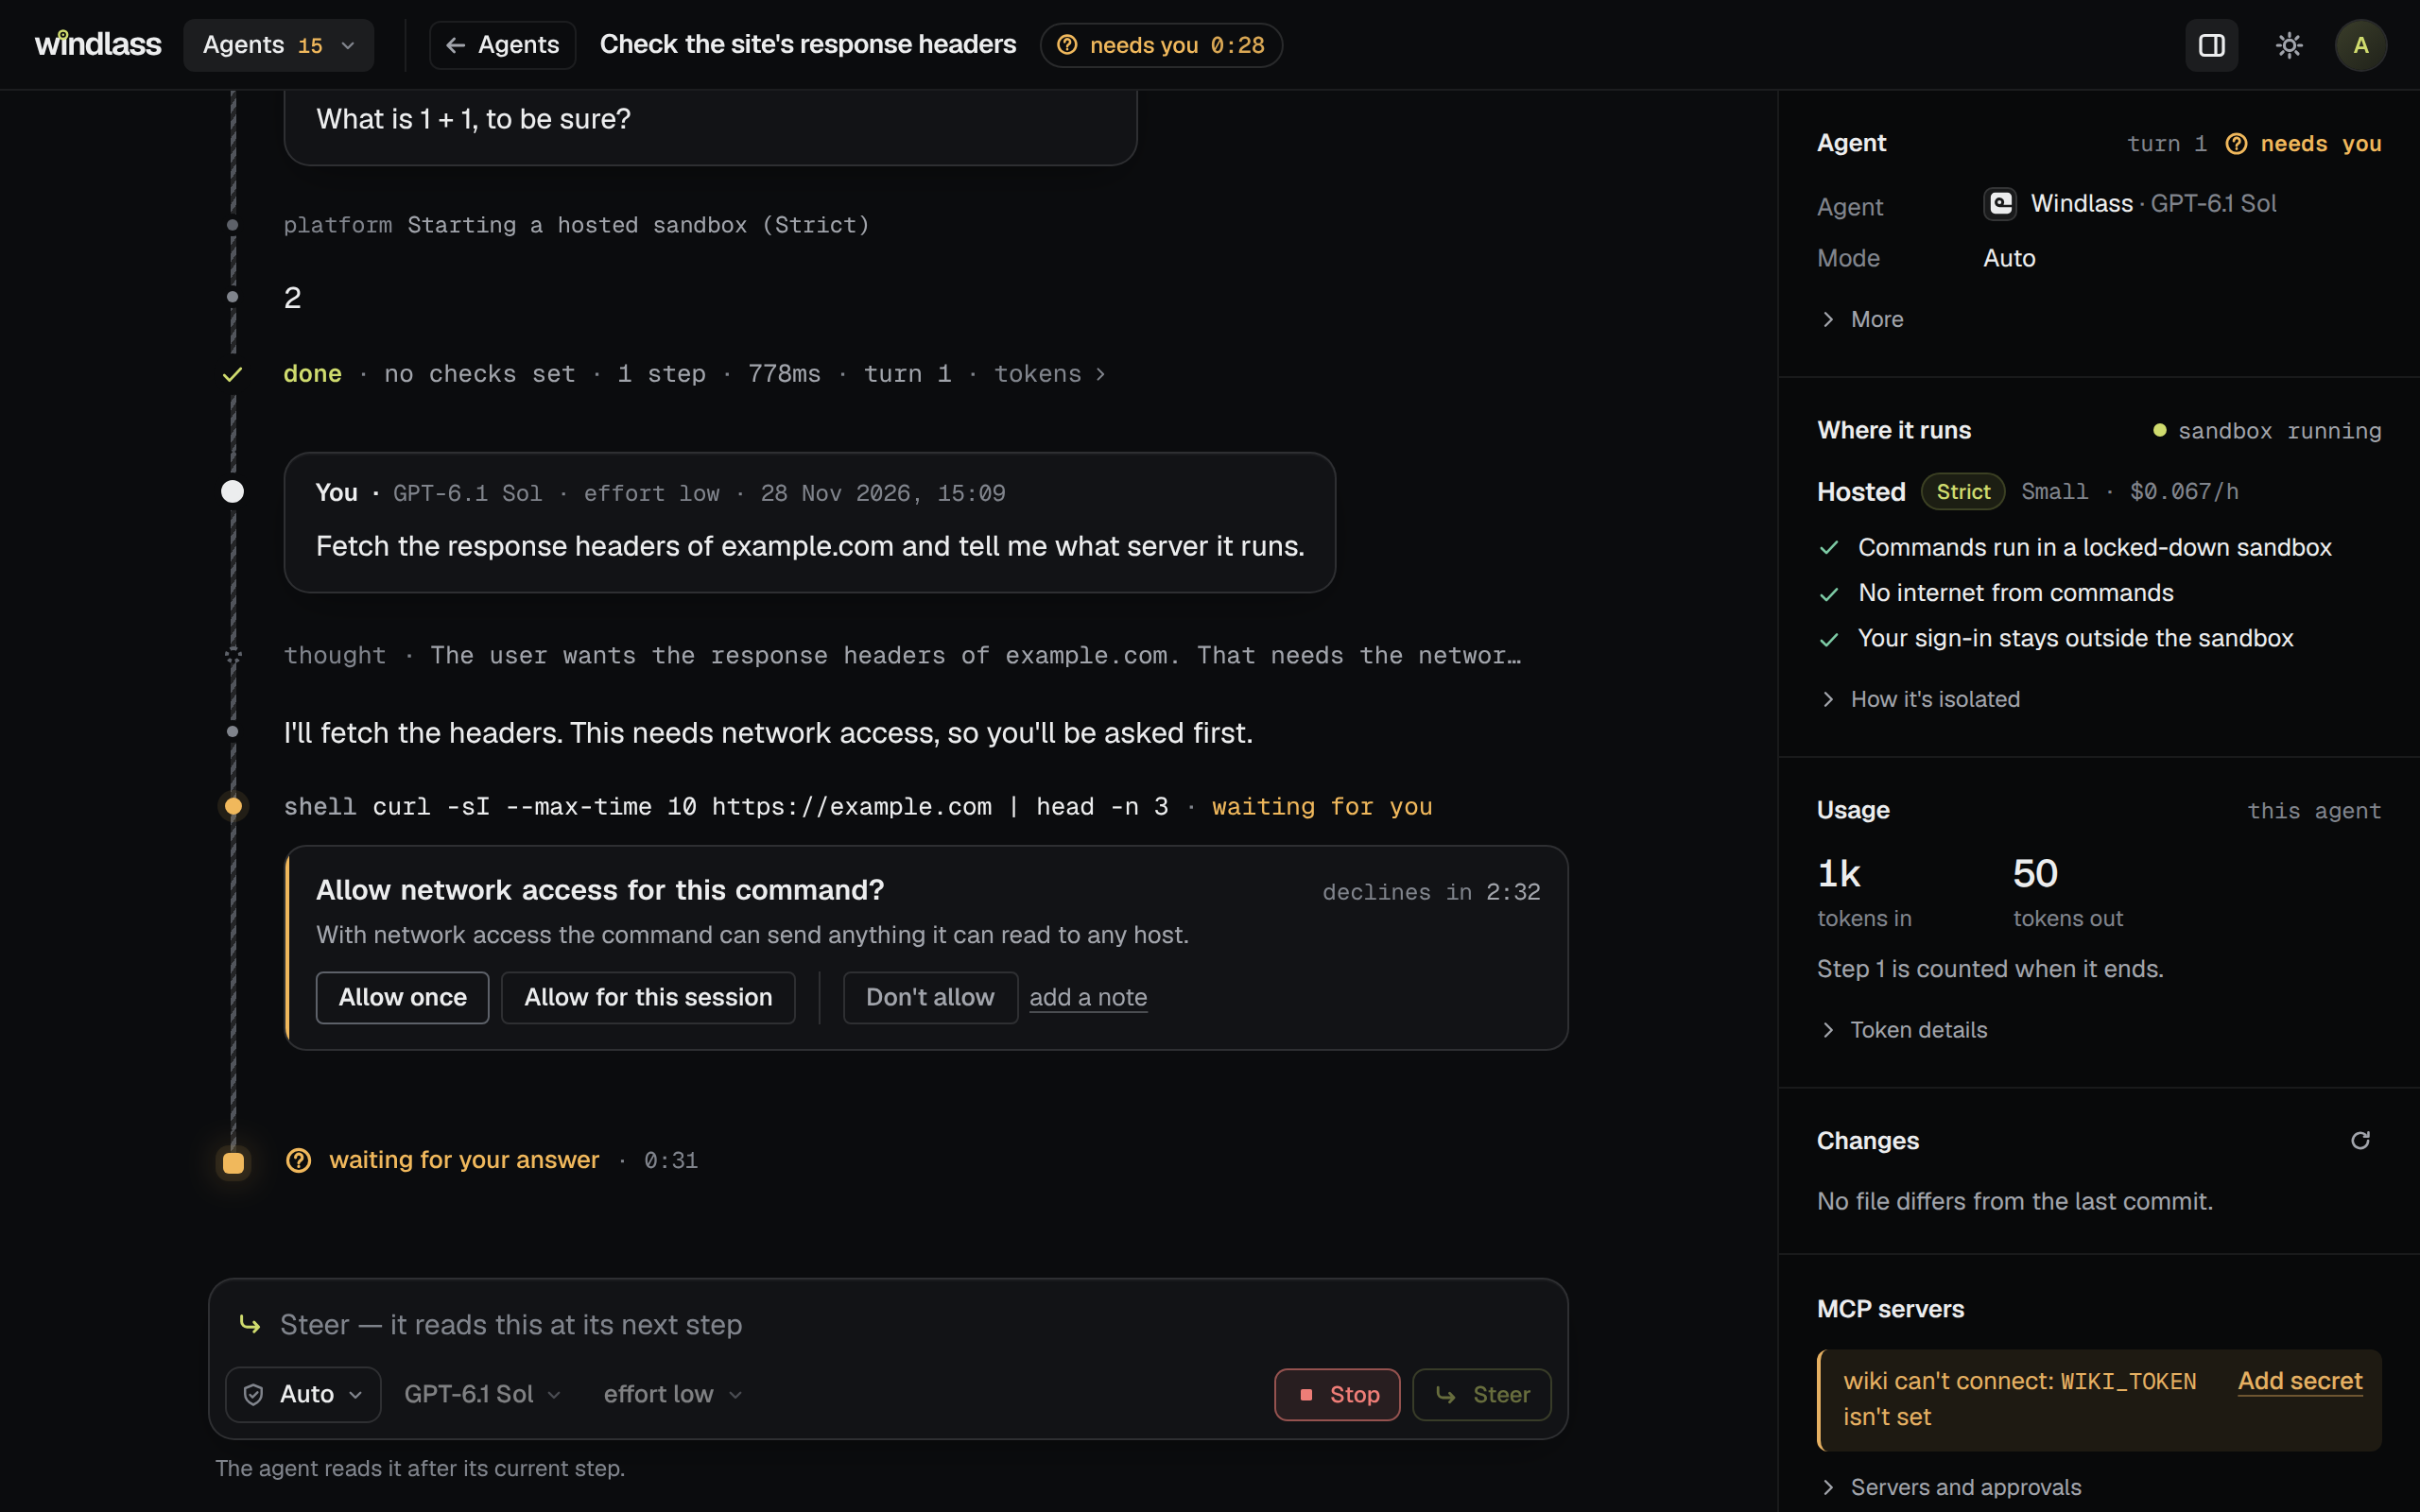 windlass
Agents 15
Agents
Check the site's response headers
needs you 0:28
A
What is 1 + 1, to be sure?
platform Starting a hosted sandbox (Strict)
2
done · no checks set · 1 step · 778ms · turn 1 · tokens
You · GPT-6.1 Sol · effort low · 28 Nov 2026, 15:09
Fetch the response headers of example.com and tell me what server it runs.
thought · The user wants the response headers of example.com. That needs the networ…
I'll fetch the headers. This needs network access, so you'll be asked first.
shell curl -sI --max-time 10 https://example.com | head -n 3 · waiting for you
Allow network access for this command?
declines in 2:32
With network access the command can send anything it can read to any host.
Allow once
Allow for this session
Don't allow
add a note
waiting for your answer · 0:31
Steer — it reads this at its next step
Auto
GPT-6.1 Sol
effort low
Stop
Steer
The agent reads it after its current step.
Agent
turn 1
needs you
Agent
Windlass · GPT-6.1 Sol
Mode
Auto
More
Where it runs
sandbox running
Hosted
Strict
Small · $0.067/h
Commands run in a locked-down sandbox
No internet from commands
Your sign-in stays outside the sandbox
How it's isolated
Usage
this agent
1k
50
tokens in
tokens out
Step 1 is counted when it ends.
Token details
Changes
No file differs from the last commit.
MCP servers
wiki can't connect: WIKI_TOKEN
isn't set
Add secret
Servers and approvals